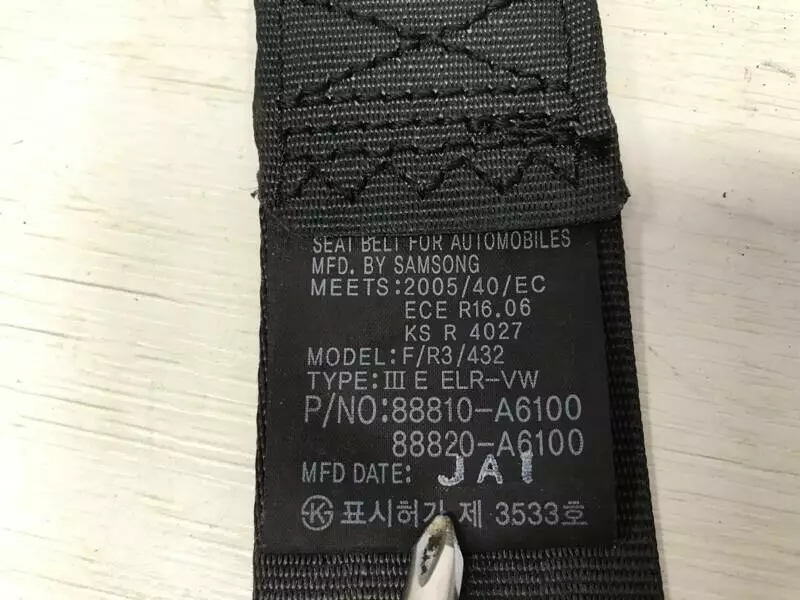 SEAT BELT FOR AUTOMOBILES
MFD. BY SAMSONG
MEETS:2005/40/EC
ECE R16.06
KS R 4027
MODEL:F/R3/432
TYPE:Ⅲ E ELR-VW
P/NO:88810-A6100
88820-A6100
MFD DATE: JA1
K 표시허가 제 3533호